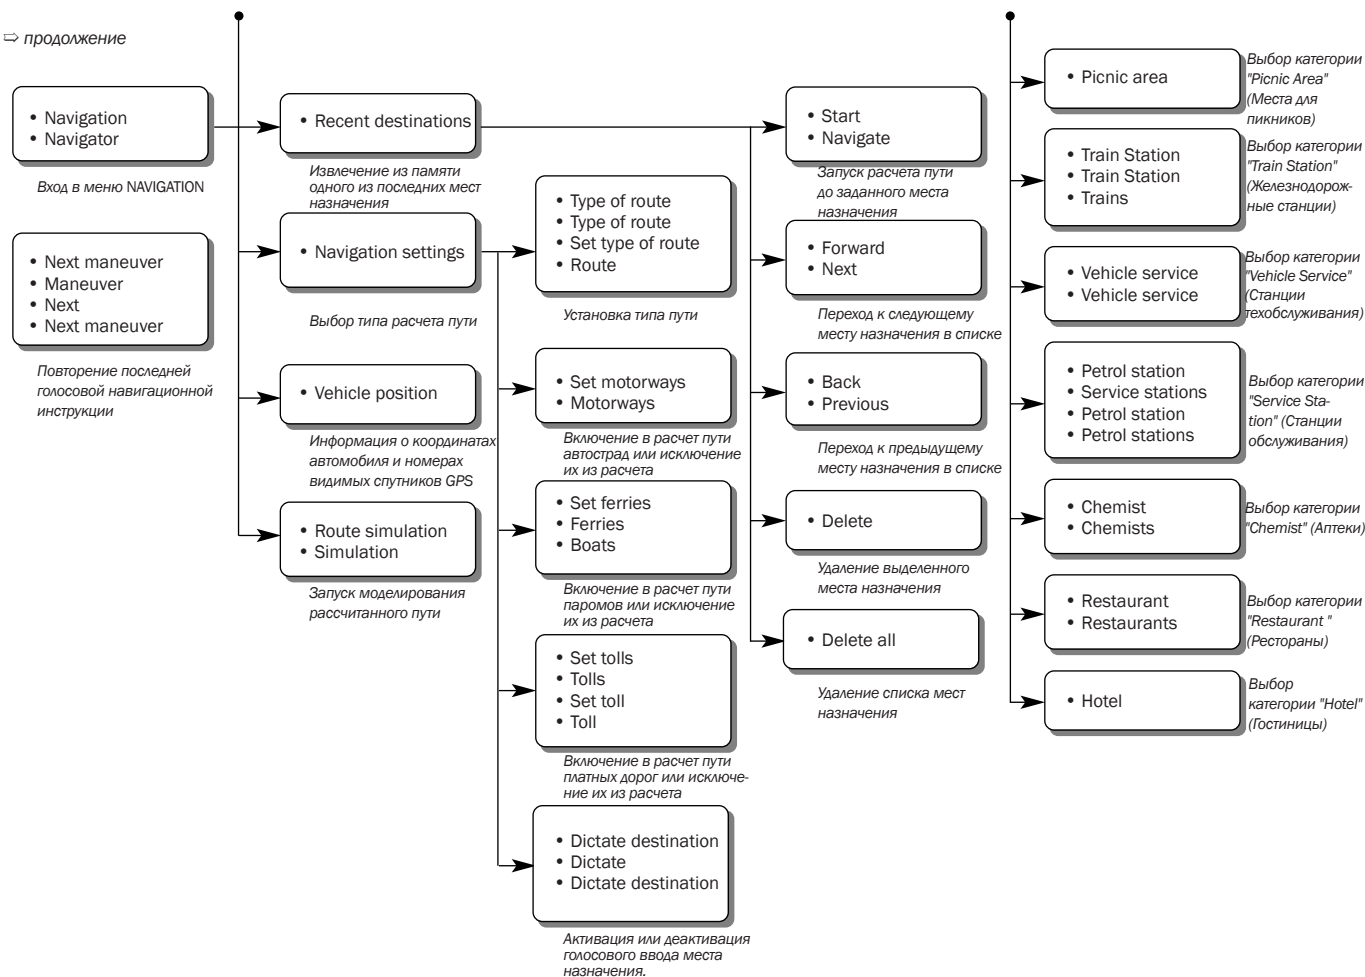 ⇨ продолжение
• Navigation
• Navigator
Вход в меню NAVIGATION
• Next maneuver
• Maneuver
• Next
• Next maneuver
Повторение последней
голосовой навигационной
инструкции
• Recent destinations
Извлечение из памяти
одного из последних мест
назначения
• Navigation settings
Выбор типа расчета пути
• Vehicle position
Информация о координатах
автомобиля и номерах
видимых спутников GPS
• Route simulation
• Simulation
Запуск моделирования
рассчитанного пути
• Type of route
• Type of route
• Set type of route
• Route
Установка типа пути
• Set motorways
• Motorways
Включение в расчет пути
автострад или исключение
их из расчета
• Set ferries
• Ferries
• Boats
Включение в расчет пути
паромов или исключение
их из расчета
• Set tolls
• Tolls
• Set toll
• Toll
Включение в расчет пути
платных дорог или исключе-
ние их из расчета
• Dictate destination
• Dictate
• Dictate destination
Активация или деактивация
голосового ввода места
назначения.
• Start
• Navigate
Запуск расчета пути
до заданного места
назначения
• Forward
• Next
Переход к следующему
месту назначения в списке
• Back
• Previous
Переход к предыдущему
месту назначения в списке
• Delete
Удаление выделенного
места назначения
• Delete all
Удаление списка мест
назначения
• Picnic area
Выбор категории
"Picnic Area"
(Места для
пикников)
• Train Station
• Train Station
• Trains
Выбор категории
"Train Station"
(Железнодорож-
ные станции)
• Vehicle service
• Vehicle service
Выбор категории
"Vehicle Service"
(Станции
техобслуживания)
• Petrol station
• Service stations
• Petrol station
• Petrol stations
Выбор категории
"Service Sta-
tion" (Станции
обслуживания)
• Chemist
• Chemists
Выбор категории
"Chemist" (Аптеки)
• Restaurant
• Restaurants
Выбор категории
"Restaurant "
(Рестораны)
• Hotel
Выбор
категории "Hotel"
(Гостиницы)